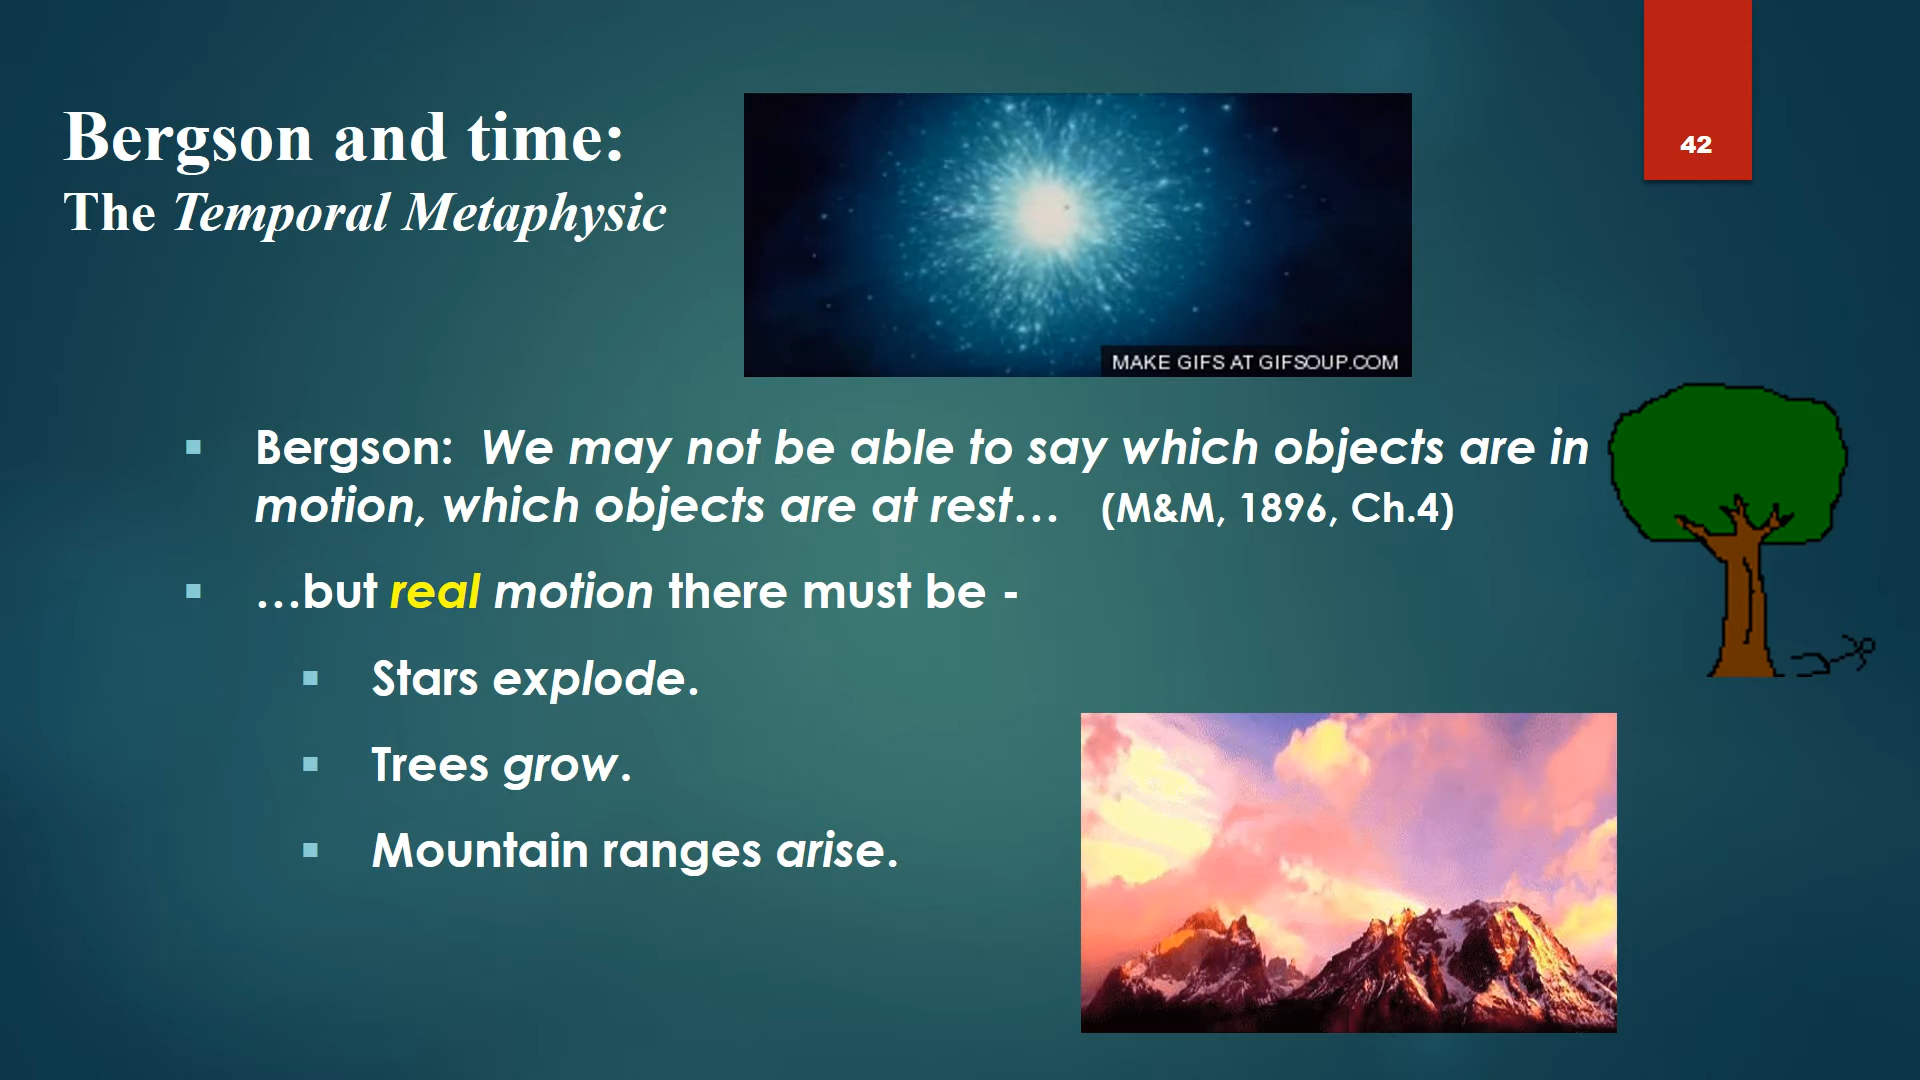 Bergson and time:
The Temporal Metaphysic
42
MAKE GIFS AT GIFSOUP.COM
Bergson: We may not be able to say which objects are in
motion, which objects are at rest… (M&M, 1896, Ch.4)
…but real motion there must be -
Stars explode.
Trees grow.
Mountain ranges arise.